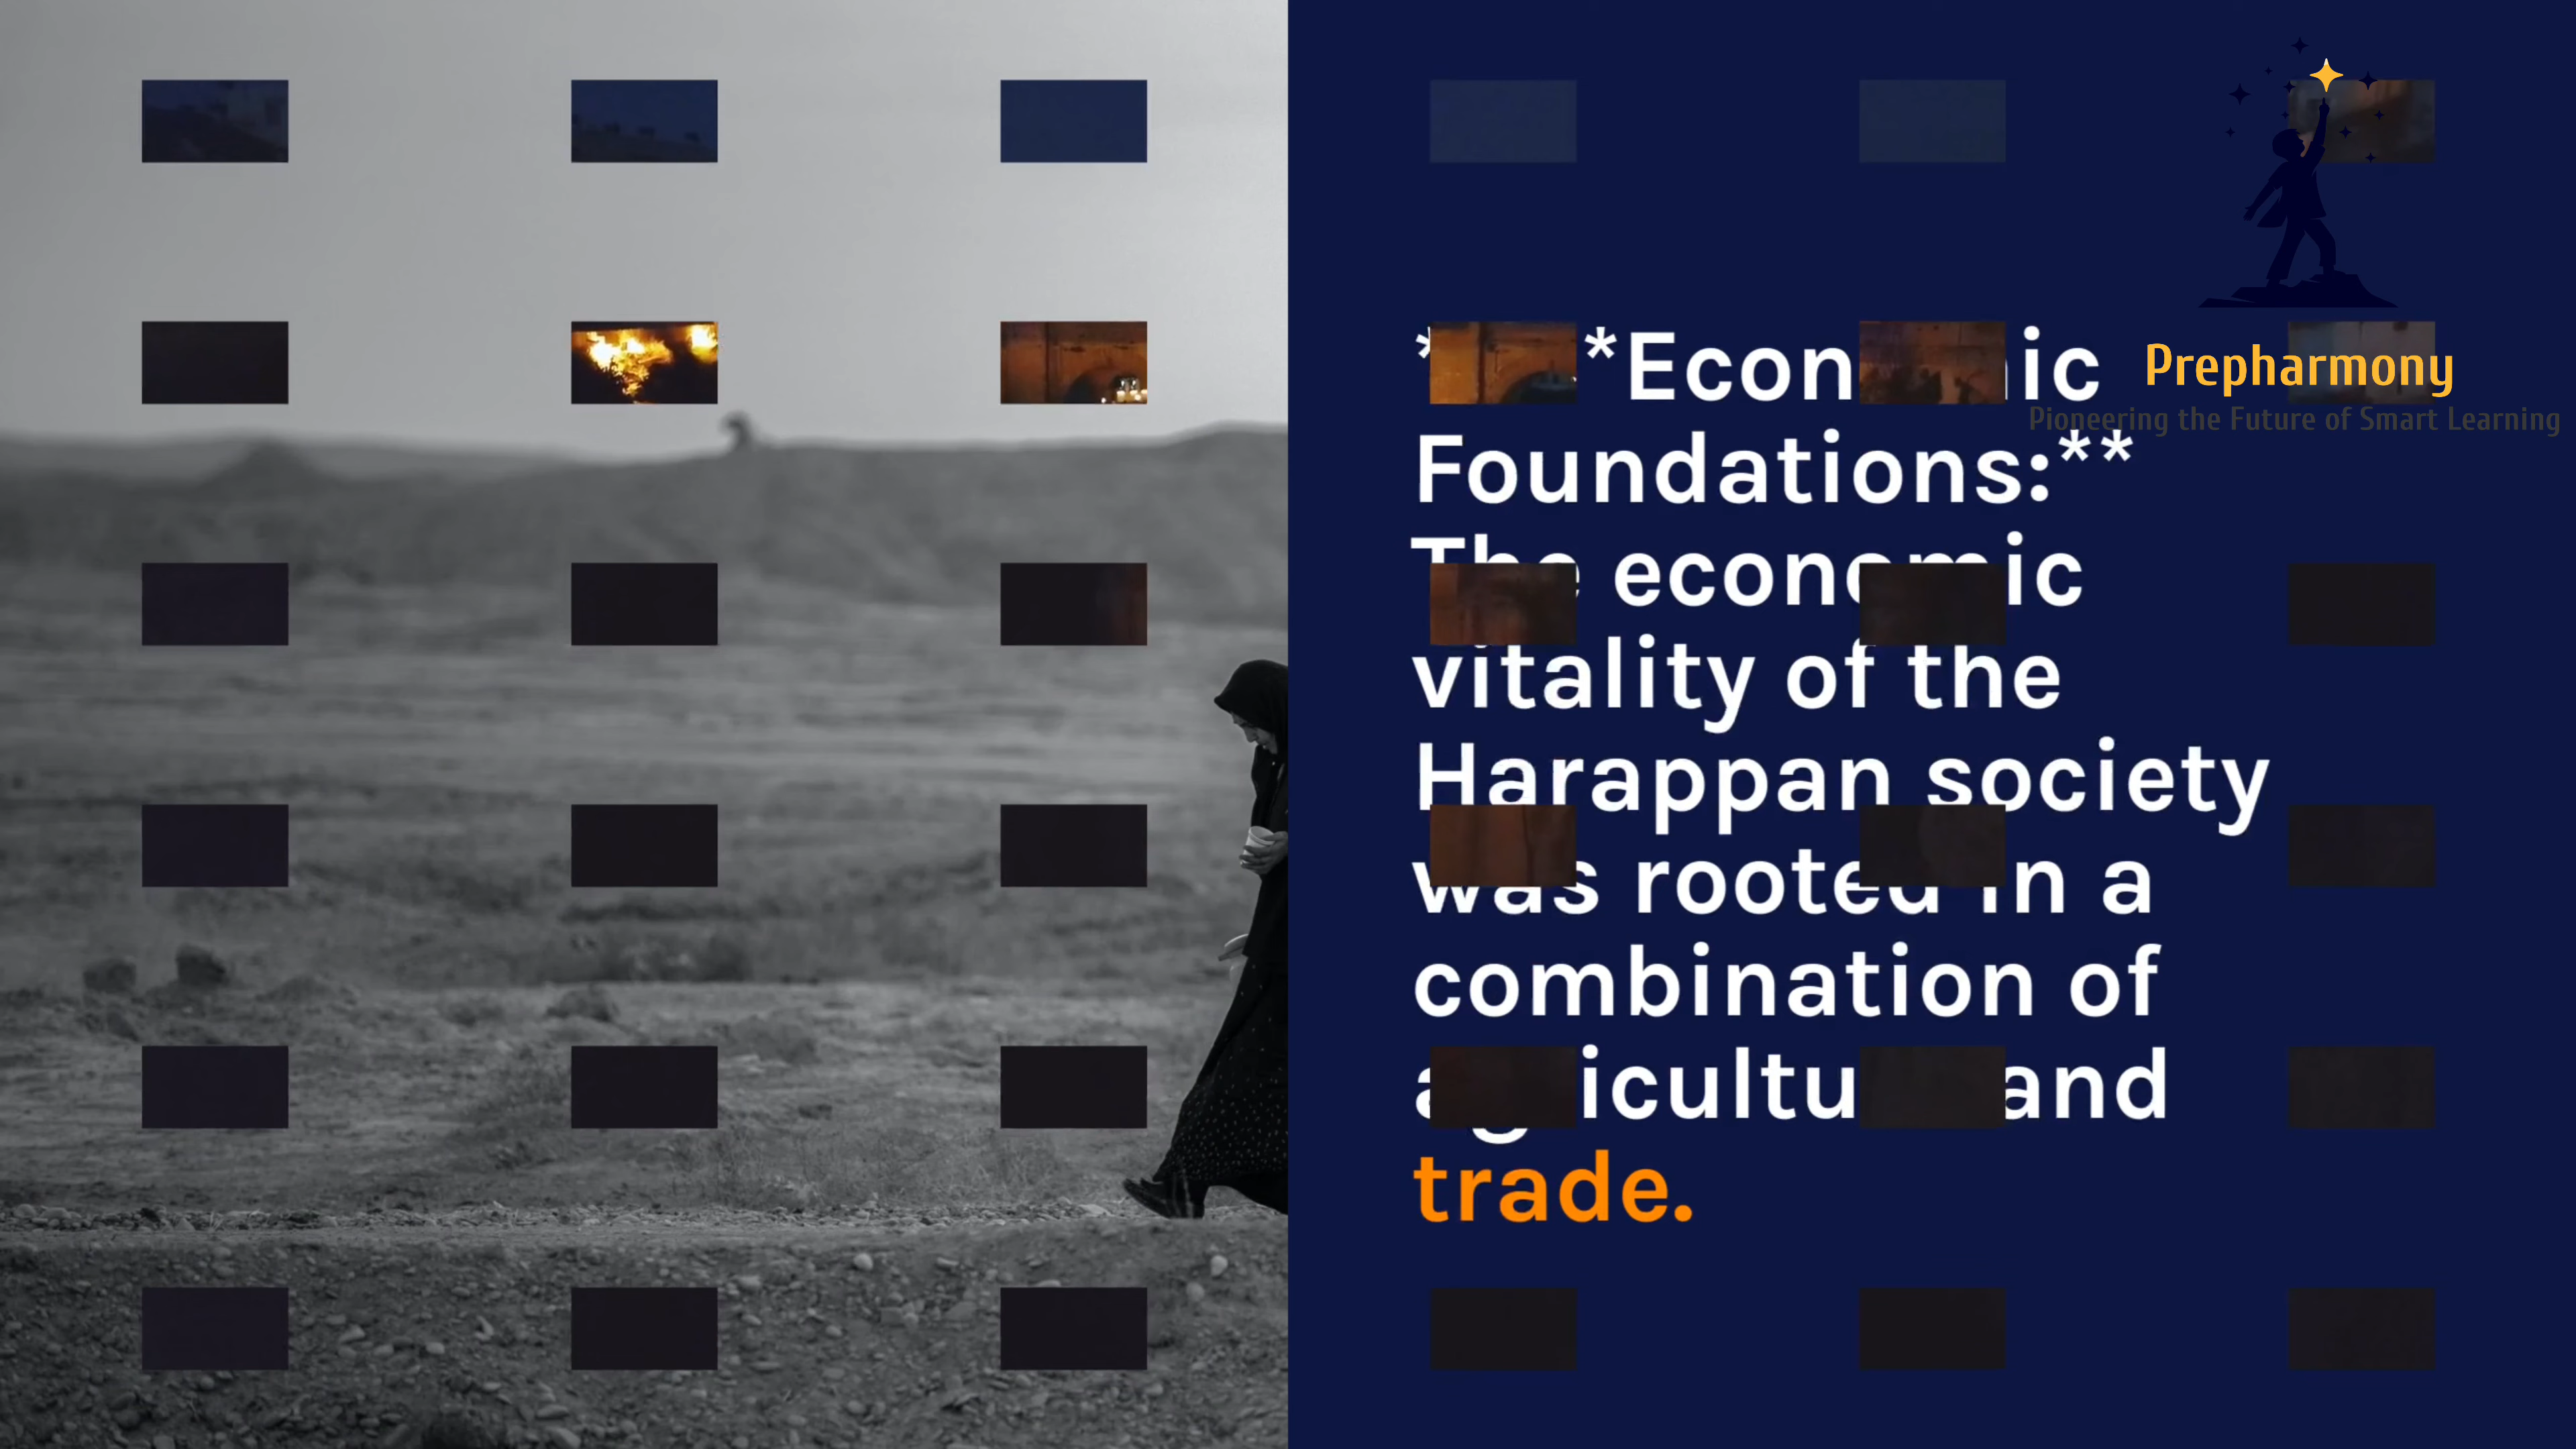 *Economic
Foundations:**
The economic
vitality of the
Harappan society
was rooted in a
combination of
agriculture and
trade.
Prepharmony
Pioneering the Future of Smart Learning